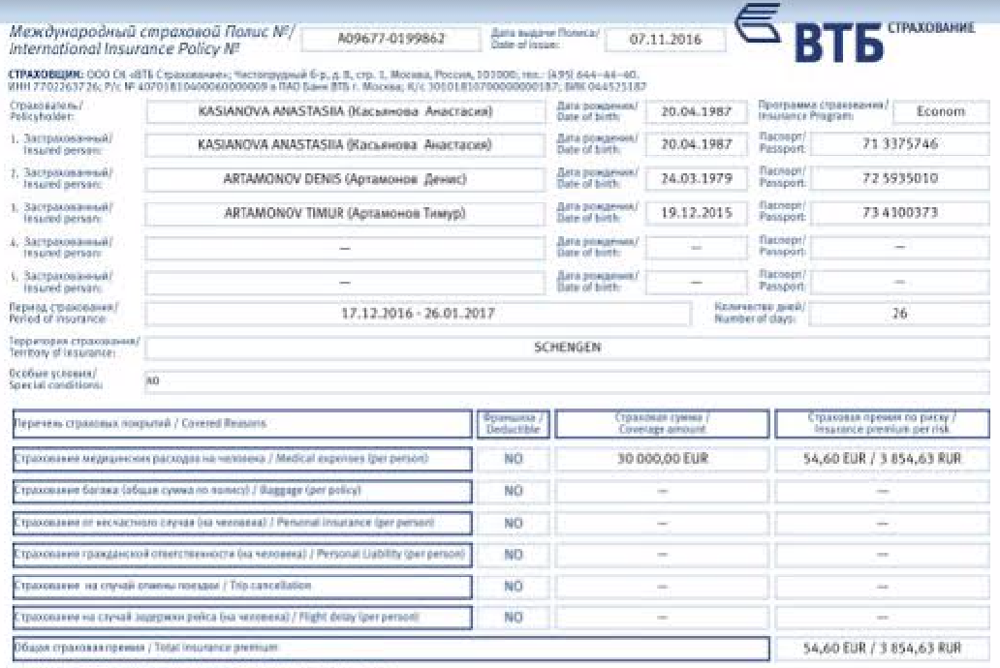 Международный страховой Полис №/ A09677-0199862 Дата выдачи Полиса/ 07.11.2016 ВТБ СТРАХОВАНИЕ
International Insurance Policy № Date of issue:
СТРАХОВЩИК: ООО СК «ВТБ Страхование»; Чистопрудный б-р, д. 8, стр. 1, Москва, Россия, 101000; тел.: (495) 644-44-40.
ИНН 7702263726; Р/с № 40701810400060000009 в ПАО Банк ВТБ г. Москва; К/с 30101810700000000187; БИК 044525187
Страхователь/ KASIANOVA ANASTASIIA (Касьянова Анастасия) Дата рождения/ 20.04.1987 Программа страхования/ Econom
Policyholder: Date of birth: Insurance Program:
1. Застрахованный/ KASIANOVA ANASTASIIA (Касьянова Анастасия) Дата рождения/ 20.04.1987 Паспорт/ 71 3375746
Insured person: Date of birth: Passport:
2. Застрахованный/ ARTAMONOV DENIS (Артамонов Денис) Дата рождения/ 24.03.1979 Паспорт/ 72 5935010
Insured person: Date of birth: Passport:
3. Застрахованный/ ARTAMONOV TIMUR (Артамонов Тимур) Дата рождения/ 19.12.2015 Паспорт/ 73 4100373
Insured person: Date of birth: Passport:
4. Застрахованный/ — Дата рождения/ — Паспорт/ —
Insured person: Date of birth: Passport:
5. Застрахованный/ — Дата рождения/ — Паспорт/ —
Insured person: Date of birth: Passport:
Период страхования/ 17.12.2016 - 26.01.2017 Количество дней/ 26
Period of insurance: Number of days:
Территория страхования/ SCHENGEN
Territory of insurance:
Особые условия/ NO
Special conditions:
Перечень страховых покрытий / Covered Reasons Франшиза / Страховая сумма / Страховая премия по риску /
Deductible Coverage amount Insurance premium per risk
Страхование медицинских расходов на человека / Medical expenses (per person) NO 30 000,00 EUR 54,60 EUR / 3 854,63 RUR
Страхование багажа (общая сумма по полису) / Baggage (per policy) NO — —
Страхование от несчастного случая (на человека) / Personal insurance (per person) NO — —
Страхование гражданской ответственности (на человека) / Personal Liability (per person) NO — —
Страхование на случай отмены поездки / Trip cancellation NO — —
Страхование на случай задержки рейса (на человека) / Flight delay (per person) NO — —
Общая страховая премия / Total insurance premium 54,60 EUR / 3 854,63 RUR